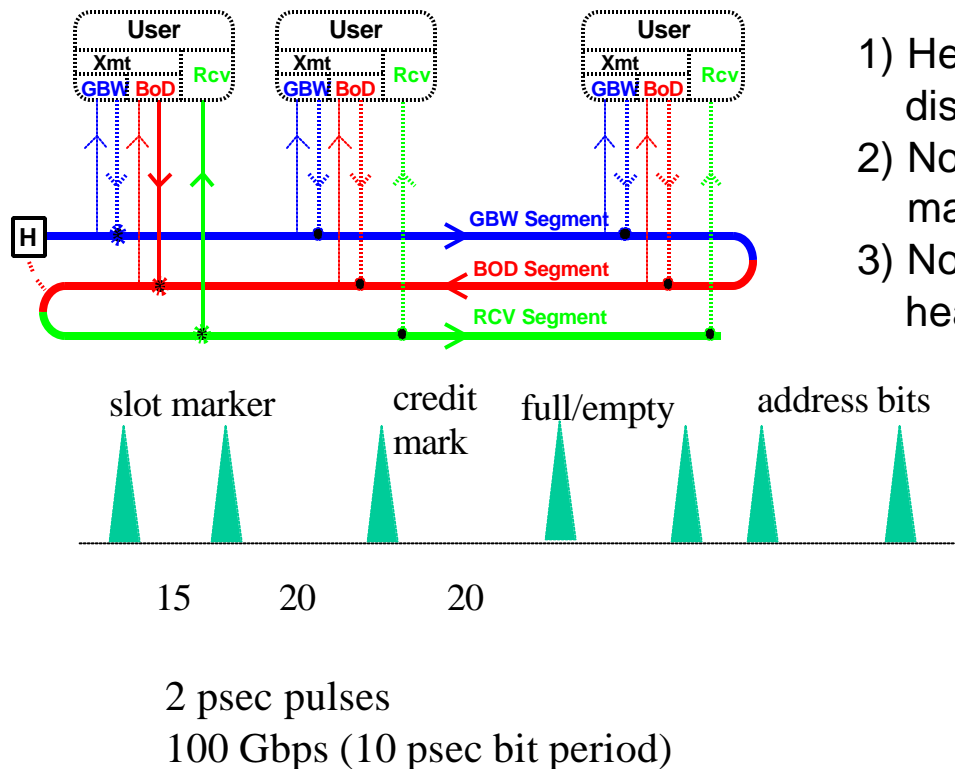 User User User
Xmt Rcv Xmt Rcv Xmt Rcv
GBW BoD GBW BoD GBW BoD
1) He
dis
2) No
ma
3) No
hea
GBW Segment
H
BOD Segment
RCV Segment
slot marker credit mark full/empty address bits
15 20 20
2 psec pulses
100 Gbps (10 psec bit period)